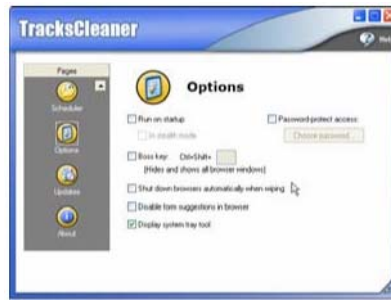 TracksCleaner
Help
Pages
Scheduler
Options
Updates
About
Options
Run on startup
In stealth mode
Password-protect access:
Choose password...
Boss key: Ctrl+Shift+
(Hides and shows all browser windows)
Shut down browsers automatically when wiping
Disable form suggestions in browser
Display system tray tool